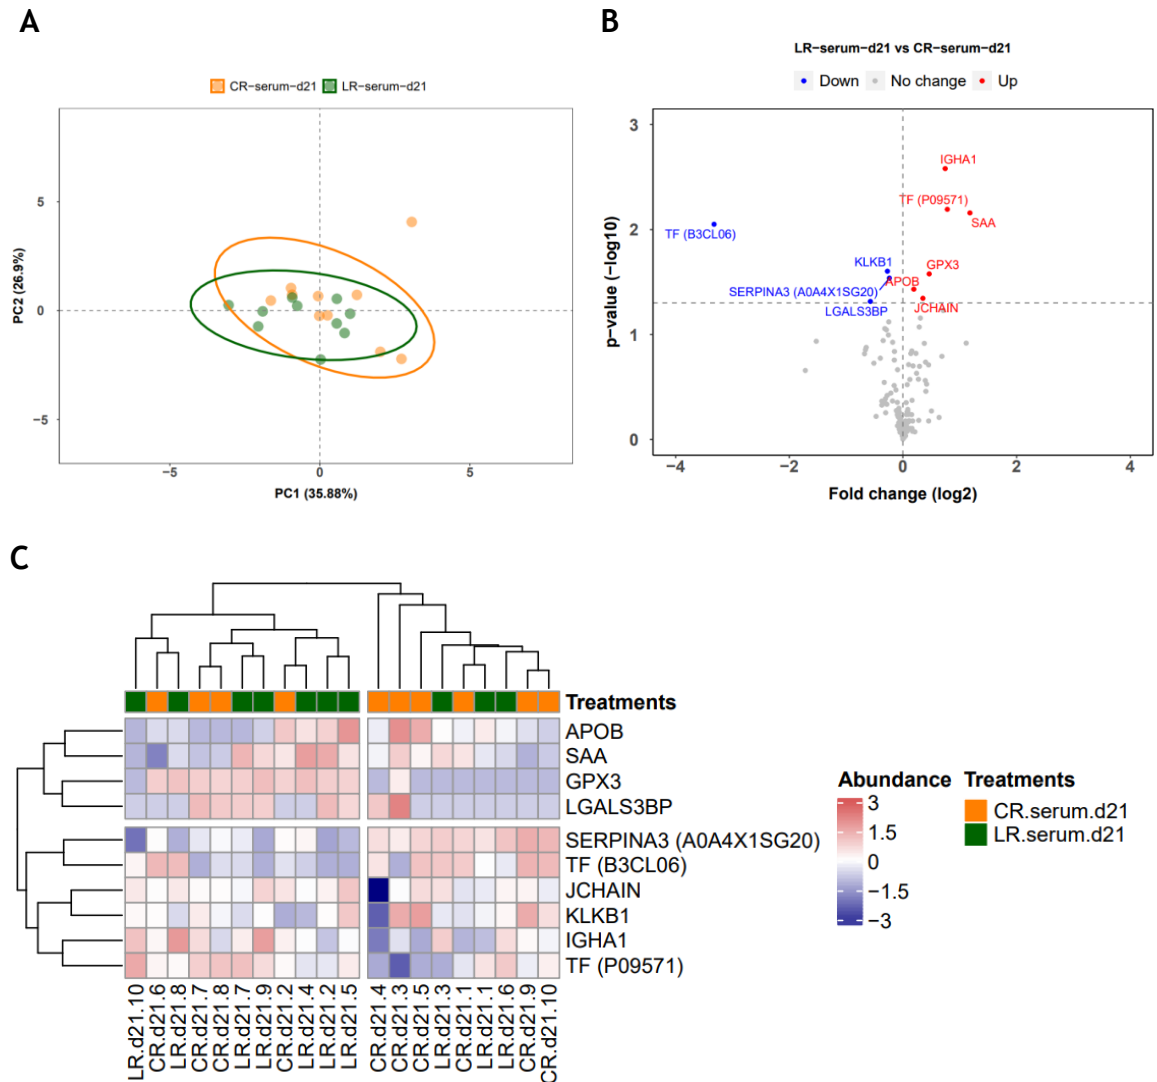 A
CR−serum−d21 LR−serum−d21
5
0
−5
PC2 (26.9%)
−5 0 5
PC1 (35.88%)
B
LR−serum−d21 vs CR−serum−d21
Down No change Up
3
2
1
0
p−value (−log10)
IGHA1
TF (P09571)
SAA
TF (B3CL06)
KLKB1
GPX3
APOB
SERPINA3 (A0A4X1SG20)
JCHAIN
LGALS3BP
−4 −2 0 2 4
Fold change (log2)
C
Treatments
APOB
SAA
GPX3
LGALS3BP
SERPINA3 (A0A4X1SG20)
TF (B3CL06)
JCHAIN
KLKB1
IGHA1
TF (P09571)
LR.d21.10
CR.d21.6
LR.d21.8
CR.d21.7
CR.d21.8
LR.d21.7
LR.d21.9
CR.d21.2
LR.d21.4
LR.d21.2
LR.d21.5
CR.d21.4
CR.d21.3
CR.d21.5
LR.d21.3
CR.d21.1
LR.d21.1
LR.d21.6
CR.d21.9
CR.d21.10
Abundance
3
1.5
0
−1.5
−3
Treatments
CR.serum.d21
LR.serum.d21